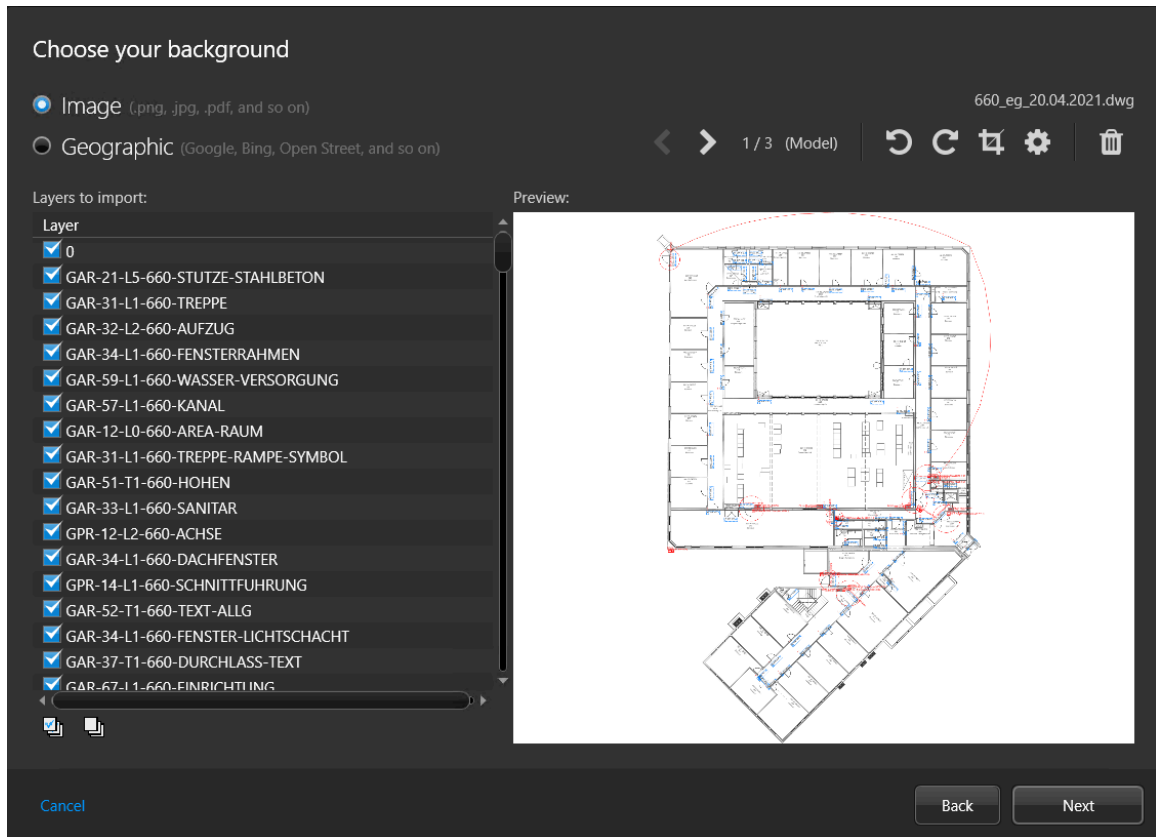 Choose your background
Image (.png, .jpg, .pdf, and so on)
660_eg_20.04.2021.dwg
Geographic (Google, Bing, Open Street, and so on)
1 / 3 (Model)
Layers to import:
Preview:
Layer
0
GAR-21-L5-660-STUTZE-STAHLBETON
GAR-31-L1-660-TREPPE
GAR-32-L2-660-AUFZUG
GAR-34-L1-660-FENSTERRAHMEN
GAR-59-L1-660-WASSER-VERSORGUNG
GAR-57-L1-660-KANAL
GAR-12-L0-660-AREA-RAUM
GAR-31-L1-660-TREPPE-RAMPE-SYMBOL
GAR-51-T1-660-HOHEN
GAR-33-L1-660-SANITAR
GPR-12-L2-660-ACHSE
GAR-34-L1-660-DACHFENSTER
GPR-14-L1-660-SCHNITTFUHRUNG
GAR-52-T1-660-TEXT-ALLG
GAR-34-L1-660-FENSTER-LICHTSCHACHT
GAR-37-T1-660-DURCHLASS-TEXT
GAR-67-L1-660-EINRICHTUNG
Cancel
Back
Next